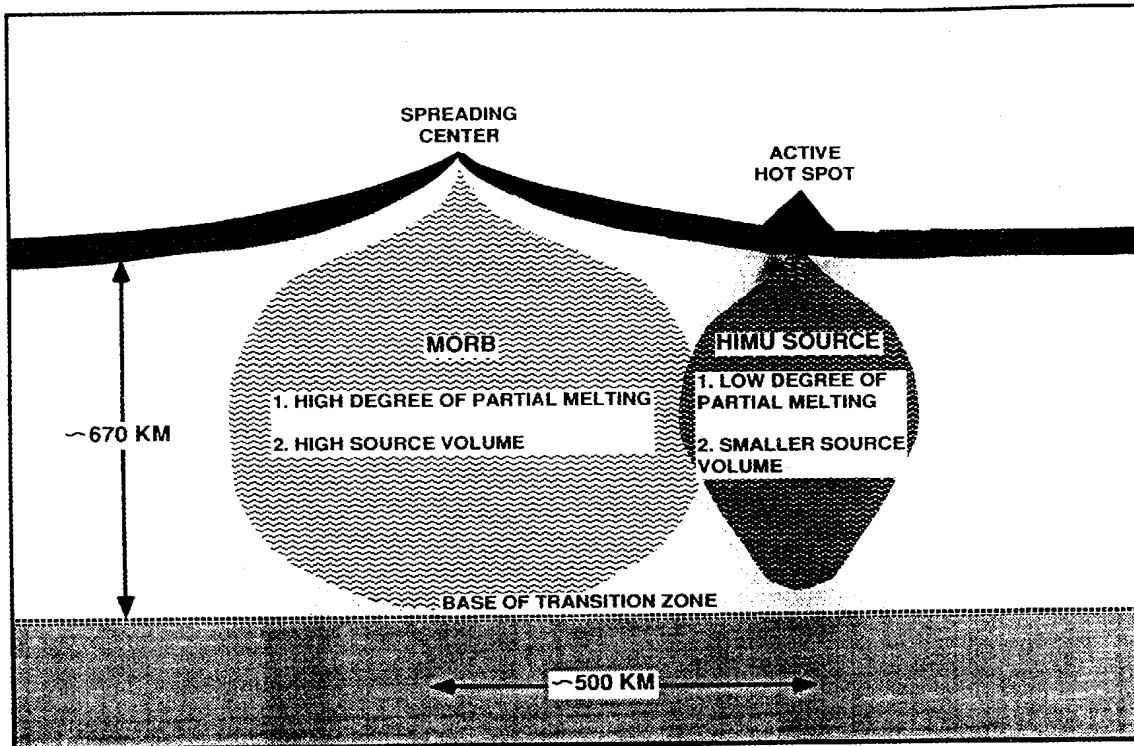 SPREADING
CENTER
ACTIVE
HOT SPOT
MORB
1. HIGH DEGREE OF PARTIAL MELTING
2. HIGH SOURCE VOLUME
HIMU SOURCE
1. LOW DEGREE OF
PARTIAL MELTING
2. SMALLER SOURCE
VOLUME
~670 KM
BASE OF TRANSITION ZONE
~500 KM